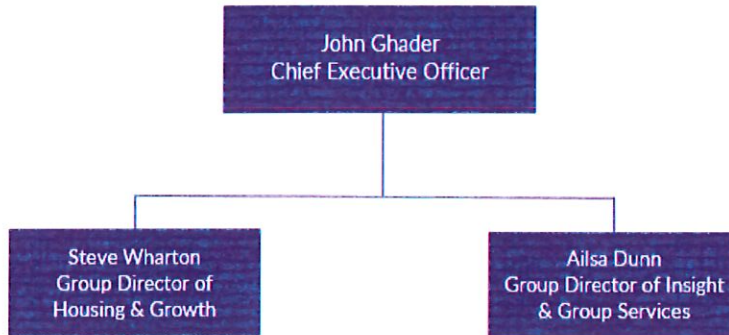 John Ghader
Chief Executive Officer
Steve Wharton
Group Director of
Housing & Growth
Ailsa Dunn
Group Director of Insight
& Group Services